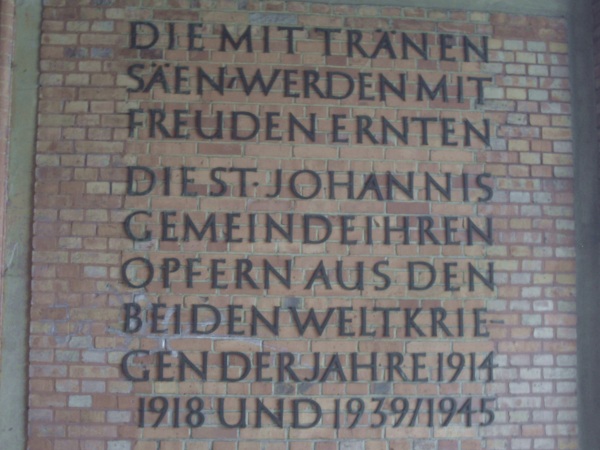 DIE MIT TRÄNEN
SÄEN, WERDEN MIT
FREUDEN ERNTEN
DIE ST. JOHANNIS
GEMEINDE IHREN
OPFERN AUS DEN
BEIDEN WELTKRIE-
GEN DER JAHRE 1914
1918 UND 1939/1945